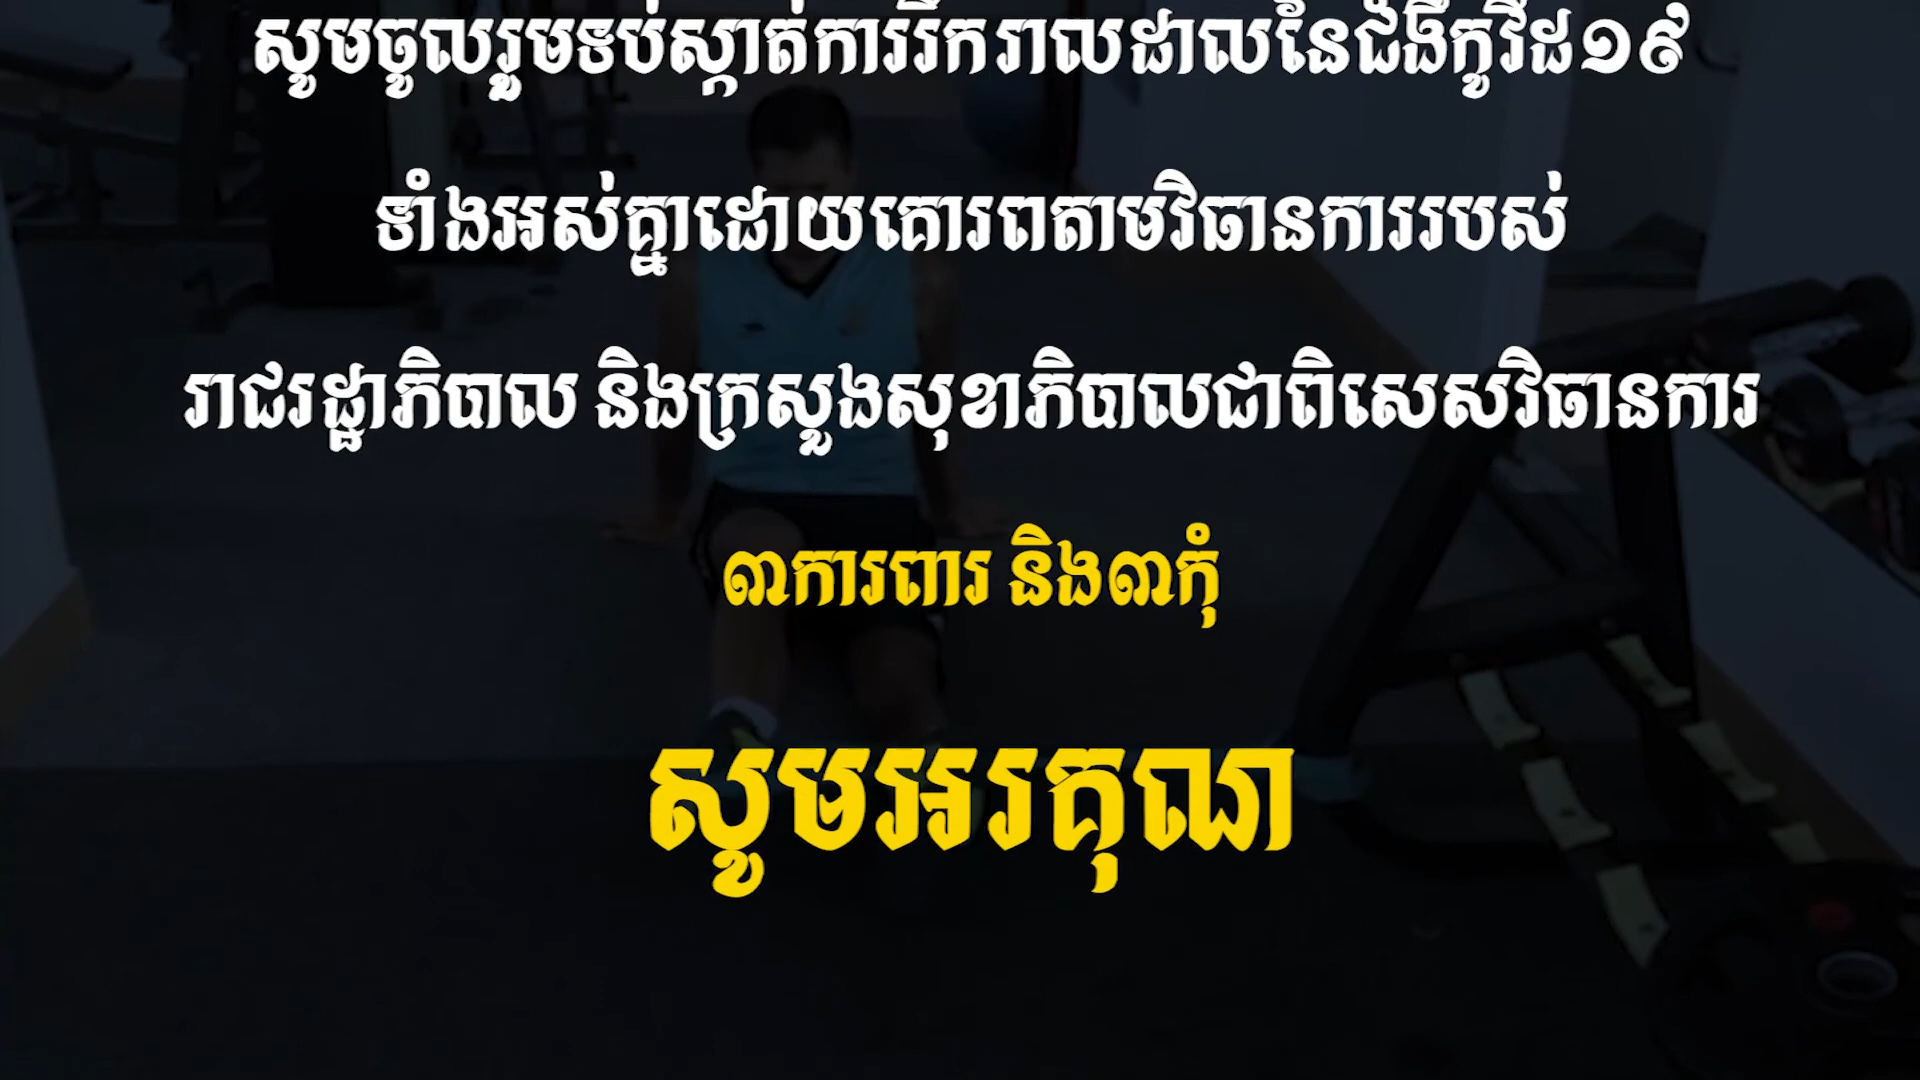 សូមចូលរួមទប់ស្កាត់ការរីករាលដាលនៃជំងឺកូវីដ១៩
ទាំងអស់គ្នាដោយគោរពតាមវិធានការរបស់
រាជរដ្ឋាភិបាល និងក្រសួងសុខាភិបាលជាពិសេសវិធានការ
៣ការពារ និង៣កុំ
សូមអរគុណ